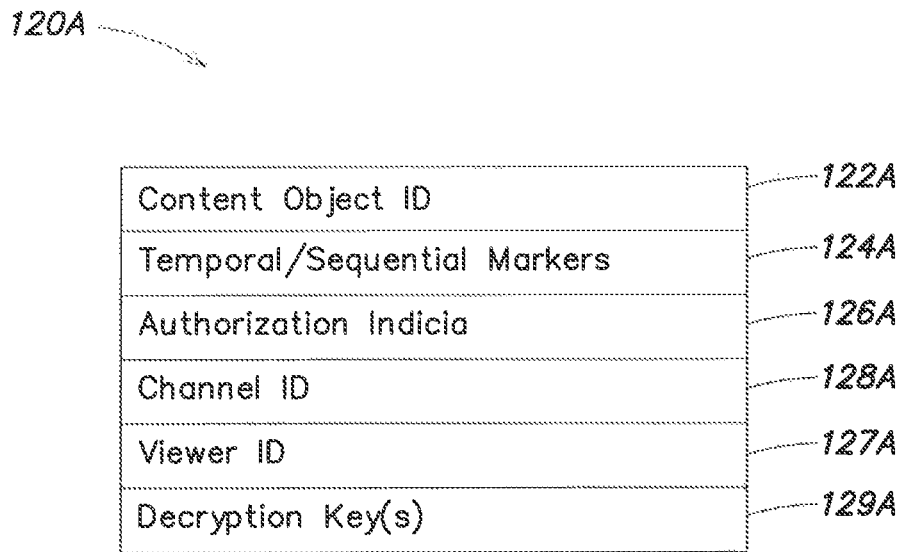 120A
Content Object ID 122A
Temporal/Sequential Markers 124A
Authorization Indicia 126A
Channel ID 128A
Viewer ID 127A
Decryption Key(s) 129A